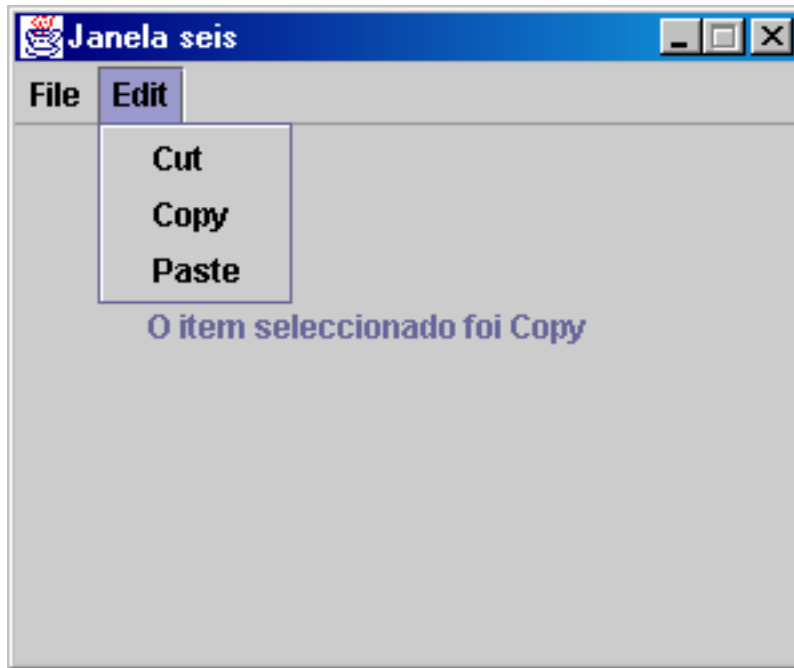 Janela seis
File Edit
Cut
Copy
Paste
O item seleccionado foi Copy